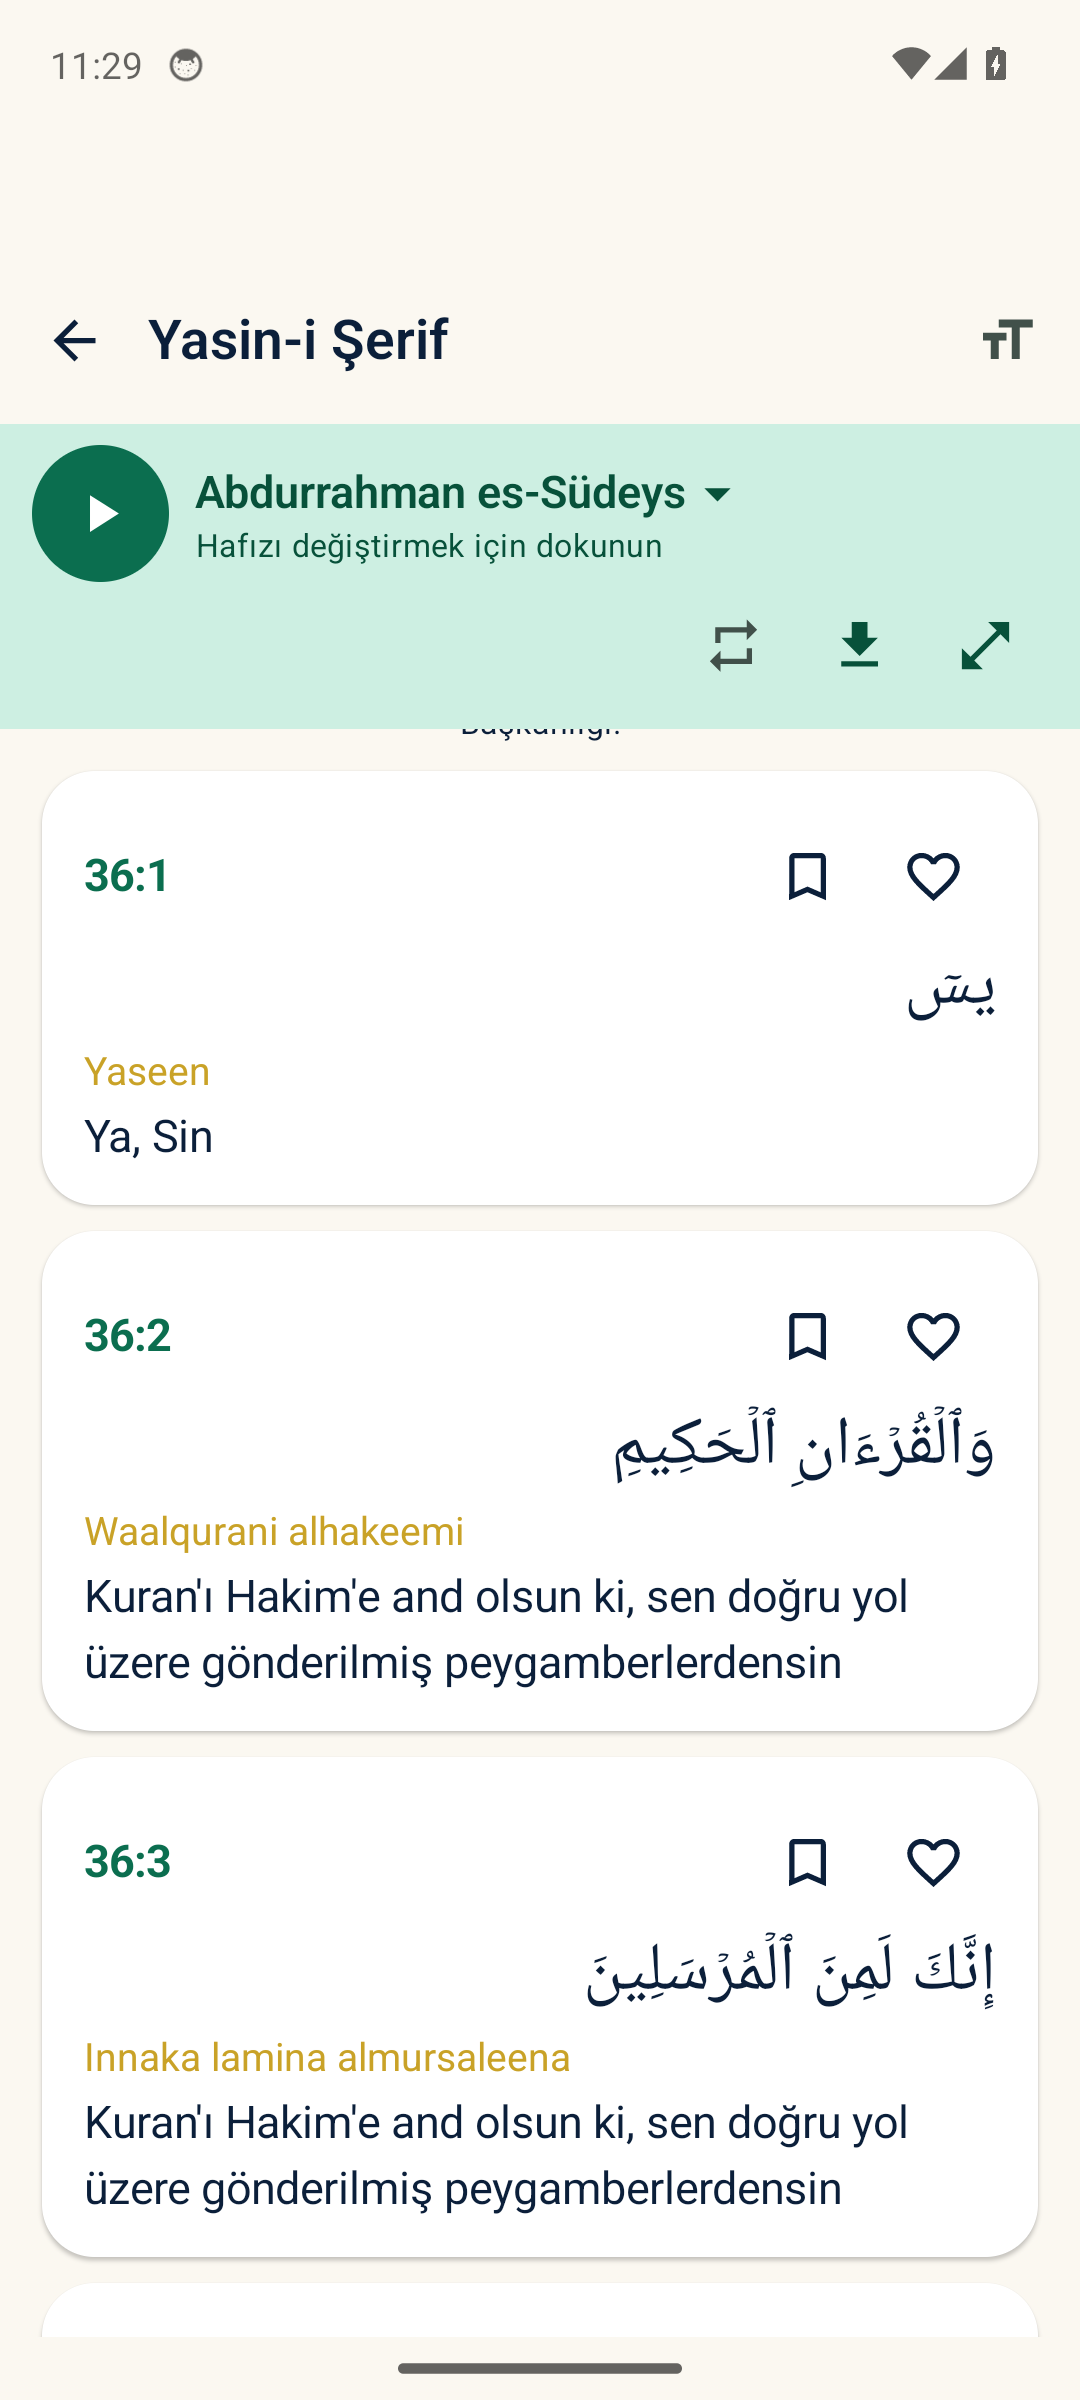 11:29
Yasin-i Şerif
Abdurrahman es-Südeys
Hafızı değiştirmek için dokunun
36:1
يسٓ
Yaseen
Ya, Sin
36:2
وَٱلْقُرْءَانِ ٱلْحَكِيمِ
Waalqurani alhakeemi
Kuran'ı Hakim'e and olsun ki, sen doğru yol
üzere gönderilmiş peygamberlerdensin
36:3
إِنَّكَ لَمِنَ ٱلْمُرْسَلِينَ
Innaka lamina almursaleena
Kuran'ı Hakim'e and olsun ki, sen doğru yol
üzere gönderilmiş peygamberlerdensin